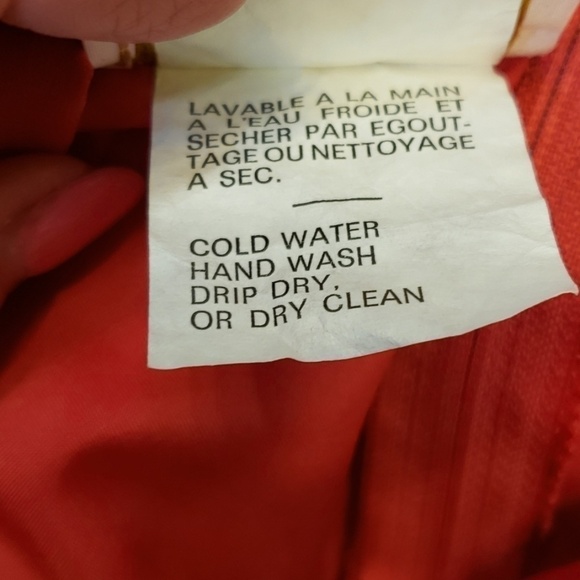 LAVABLE A LA MAIN
A L'EAU FROIDE ET
SECHER PAR EGOUT-
TAGE OU NETTOYAGE
A SEC.
COLD WATER
HAND WASH
DRIP DRY,
OR DRY CLEAN